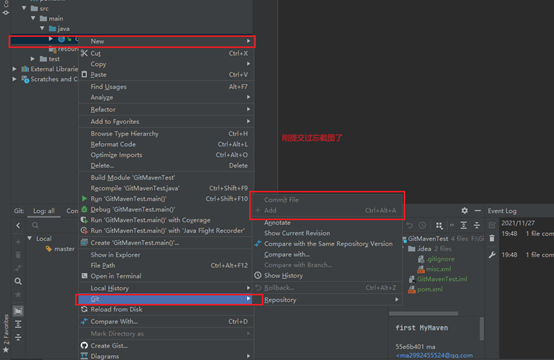 src
main
java
test
External Libraries
Scratches and C
New
Cut Ctrl+X
Copy
Paste Ctrl+V
Find Usages Alt+F7
Analyze
Refactor
Add to Favorites
Browse Type Hierarchy Ctrl+H
Reformat Code Ctrl+Alt+L
Optimize Imports Ctrl+Alt+O
Delete... Delete
Build Module 'GitMavenTest'
Recompile 'GitMavenTest.java' Ctrl+Shift+F9
Run 'GitMavenTest.main()' Ctrl+Shift+F10
Debug 'GitMavenTest.main()'
Run 'GitMavenTest.main()' with Coverage
Run 'GitMavenTest.main()' with 'Java Flight Recorder'
Create 'GitMavenTest.main()'...
Show in Explorer
File Path Ctrl+Alt+F12
Open in Terminal
Local History
Git
Reload from Disk
Compare With... Ctrl+D
Mark Directory as
Create Gist...
Diagrams
刚提交过忘截图了
Commit File
Add Ctrl+Alt+A
Annotate
Show Current Revision
Compare with the Same Repository Version
Compare with...
Compare with Branch...
Show History
Rollback... Ctrl+Alt+Z
Repository
Git: Log: all Con
Local
master
2: Favorites
GitMavenTest 4 files
.idea 2 files
.gitignore
misc.xml
GitMavenTest.iml
pom.xml
first MyMaven
55e6b401 ma
<ma2992455524@qq.com
Event Log
2021/11/27
19:48 1 file com
19:48 1 file com